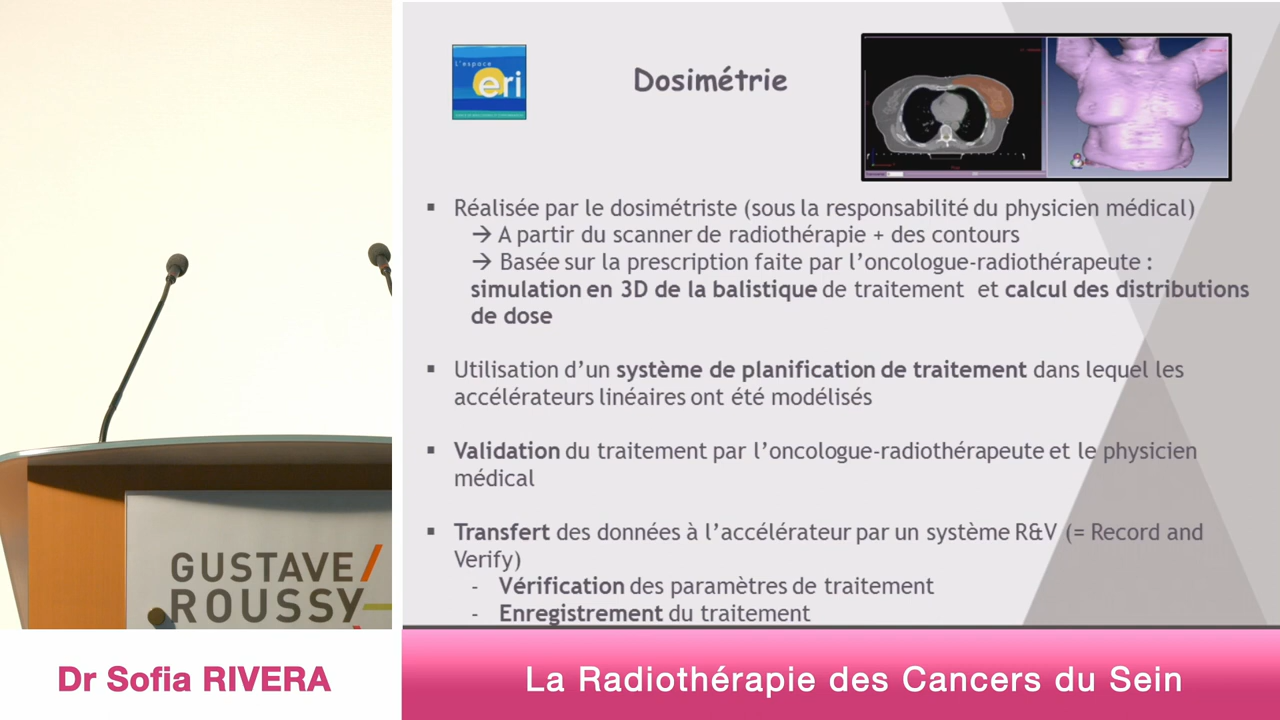 L'espace
eri
Dosimétrie
▪ Réalisée par le dosimétriste (sous la responsabilité du physicien médical)
→ A partir du scanner de radiothérapie + des contours
→ Basée sur la prescription faite par l'oncologue-radiothérapeute :
simulation en 3D de la balistique de traitement et calcul des distributions
de dose
▪ Utilisation d'un système de planification de traitement dans lequel les
accélérateurs linéaires ont été modélisés
▪ Validation du traitement par l'oncologue-radiothérapeute et le physicien
médical
▪ Transfert des données à l'accélérateur par un système R&V (= Record and
Verify)
- Vérification des paramètres de traitement
- Enregistrement du traitement
GUSTAVE/
ROUSSY
Dr Sofia RIVERA
La Radiothérapie des Cancers du Sein